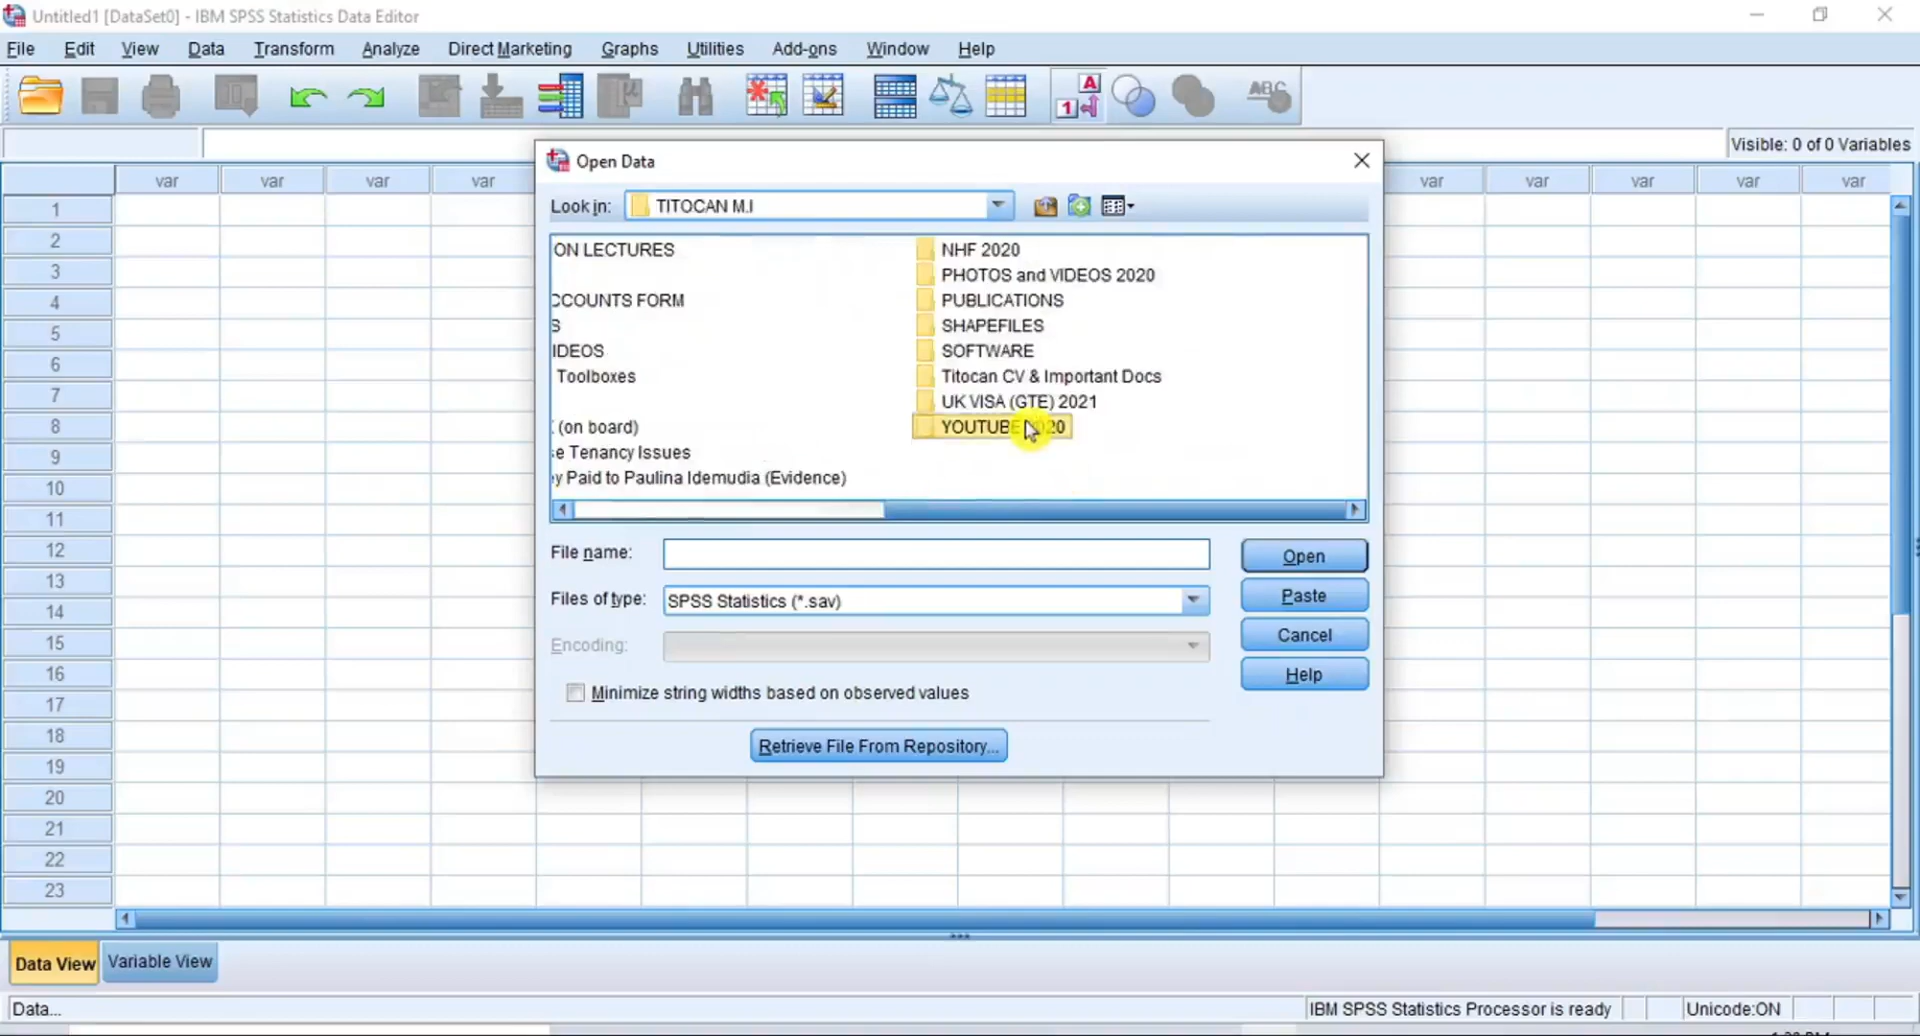 Untitled1 [DataSet0] - IBM SPSS Statistics Data Editor
File Edit View Data Transform Analyze Direct Marketing Graphs Utilities Add-ons Window Help
A
1
ABC
Visible: 0 of 0 Variables
var var var var var var var var var
Open Data
Look in: TITOCAN M.I
ON LECTURES
CCOUNTS FORM
S
IDEOS
Toolboxes
(on board)
e Tenancy Issues
y Paid to Paulina Idemudia (Evidence)
NHF 2020
PHOTOS and VIDEOS 2020
PUBLICATIONS
SHAPEFILES
SOFTWARE
Titocan CV & Important Docs
UK VISA (GTE) 2021
YOUTUBE 2020
File name:
Files of type: SPSS Statistics (*.sav)
Encoding:
Minimize string widths based on observed values
Open
Paste
Cancel
Help
Retrieve File From Repository...
1
2
3
4
5
6
7
8
9
10
11
12
13
14
15
16
17
18
19
20
21
22
23
Data View Variable View
Data... IBM SPSS Statistics Processor is ready Unicode:ON